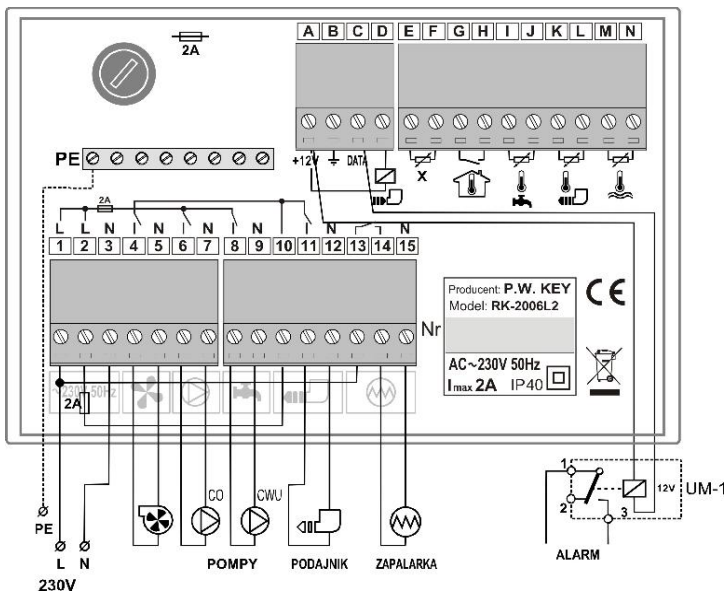 2A
A B C D E F G H I J K L M N
+12V DATA
X
PE
2A
L L N L N L N L N L N N
1 2 3 4 5 6 7 8 9 10 11 12 13 14 15
Producent: P.W. KEY
Model: RK-2006L2
Nr
AC~230V 50Hz
Imax 2A IP40
CE
~230V 50Hz
2A
CO CWU
1
2
3
12V
UM-1
PE
L N
230V
POMPY PODAJNIK ZAPALARKA
ALARM